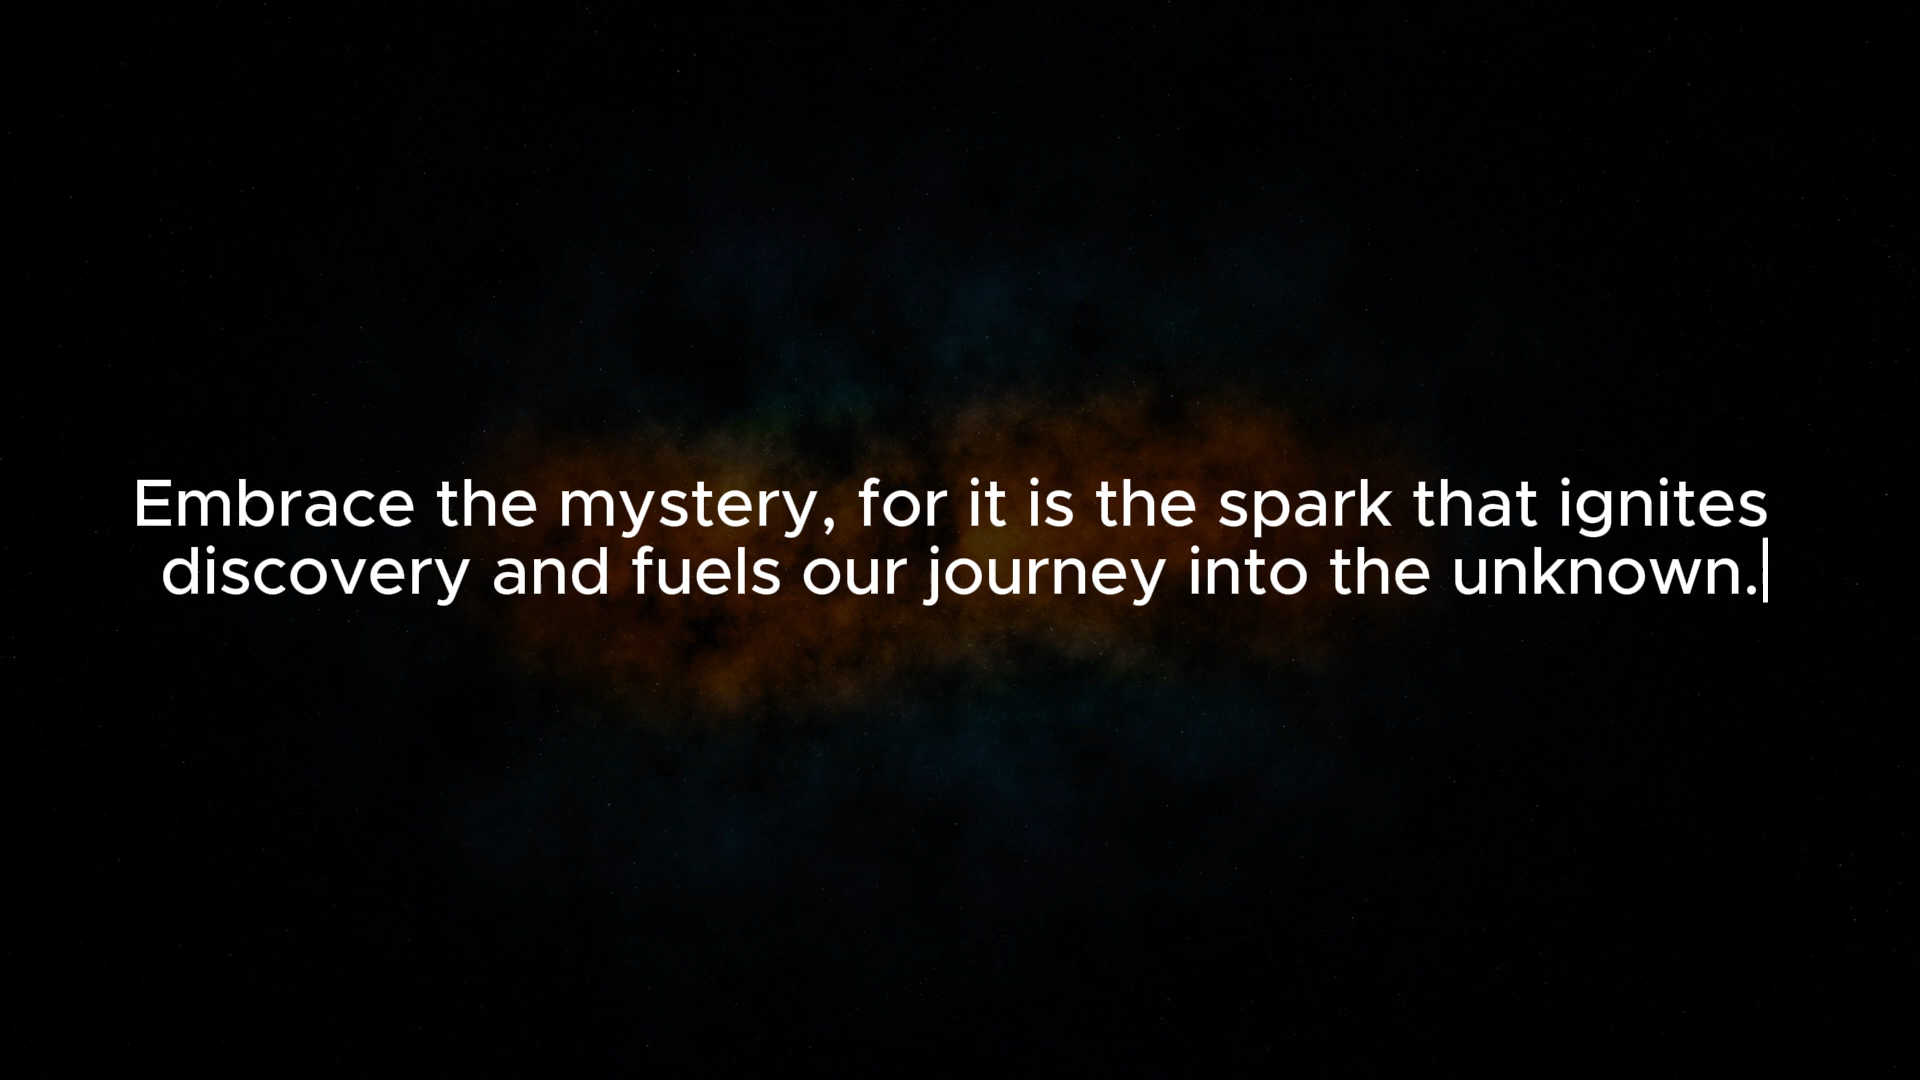 Embrace the mystery, for it is the spark that ignites
discovery and fuels our journey into the unknown.